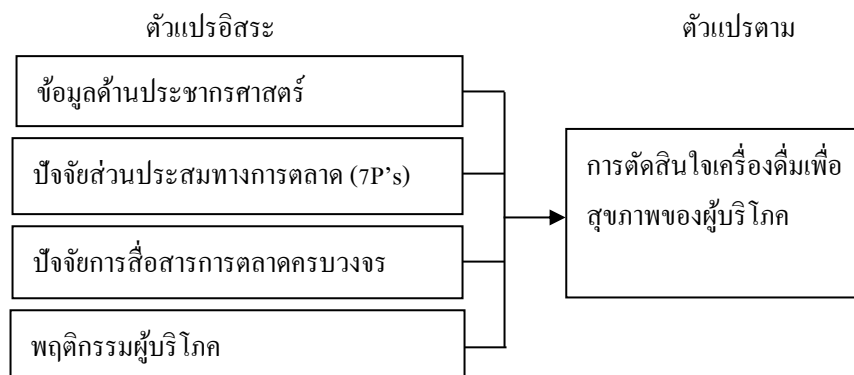 ตัวแปรอิสระ
ตัวแปรตาม
ข้อมูลด้านประชากรศาสตร์
ปัจจัยส่วนประสมทางการตลาด (7P’s)
ปัจจัยการสื่อสารการตลาดครบวงจร
พฤติกรรมผู้บริโภค
การตัดสินใจเครื่องดื่มเพื่อ
สุขภาพของผู้บริโภค